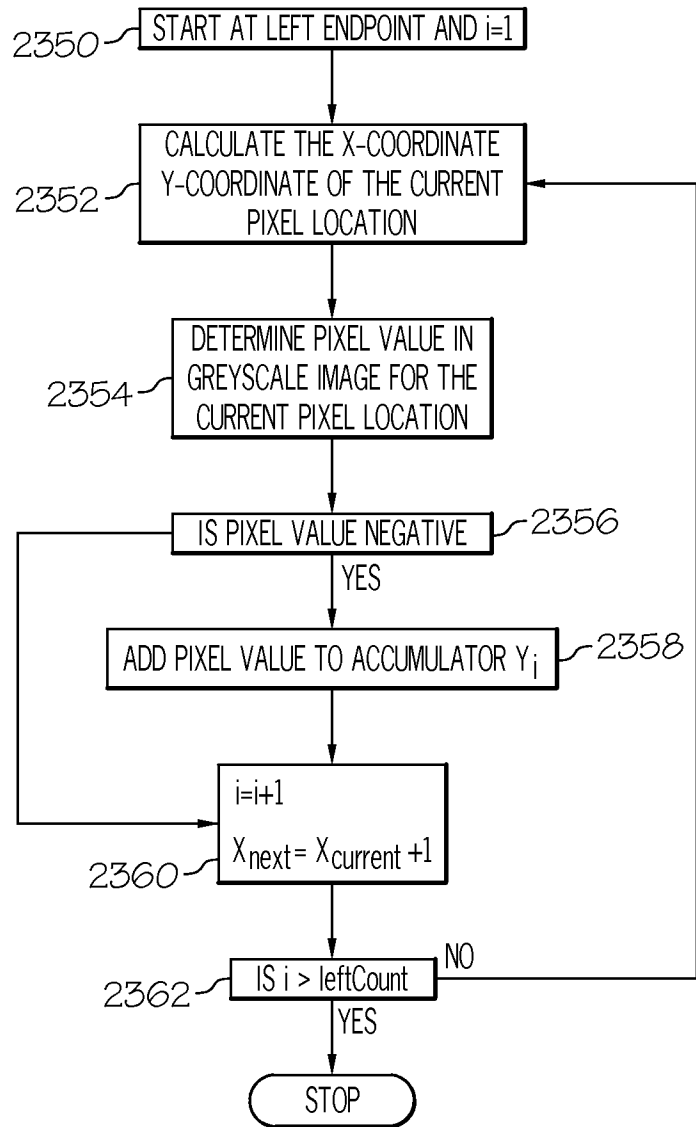 2350
START AT LEFT ENDPOINT AND i=1
CALCULATE THE X-COORDINATE
Y-COORDINATE OF THE CURRENT
PIXEL LOCATION
2352
DETERMINE PIXEL VALUE IN
GREYSCALE IMAGE FOR THE
CURRENT PIXEL LOCATION
2354
IS PIXEL VALUE NEGATIVE
2356
YES
ADD PIXEL VALUE TO ACCUMULATOR Yi
2358
i=i+1
Xnext= Xcurrent +1
2360
IS i > leftCount
NO
2362
YES
STOP